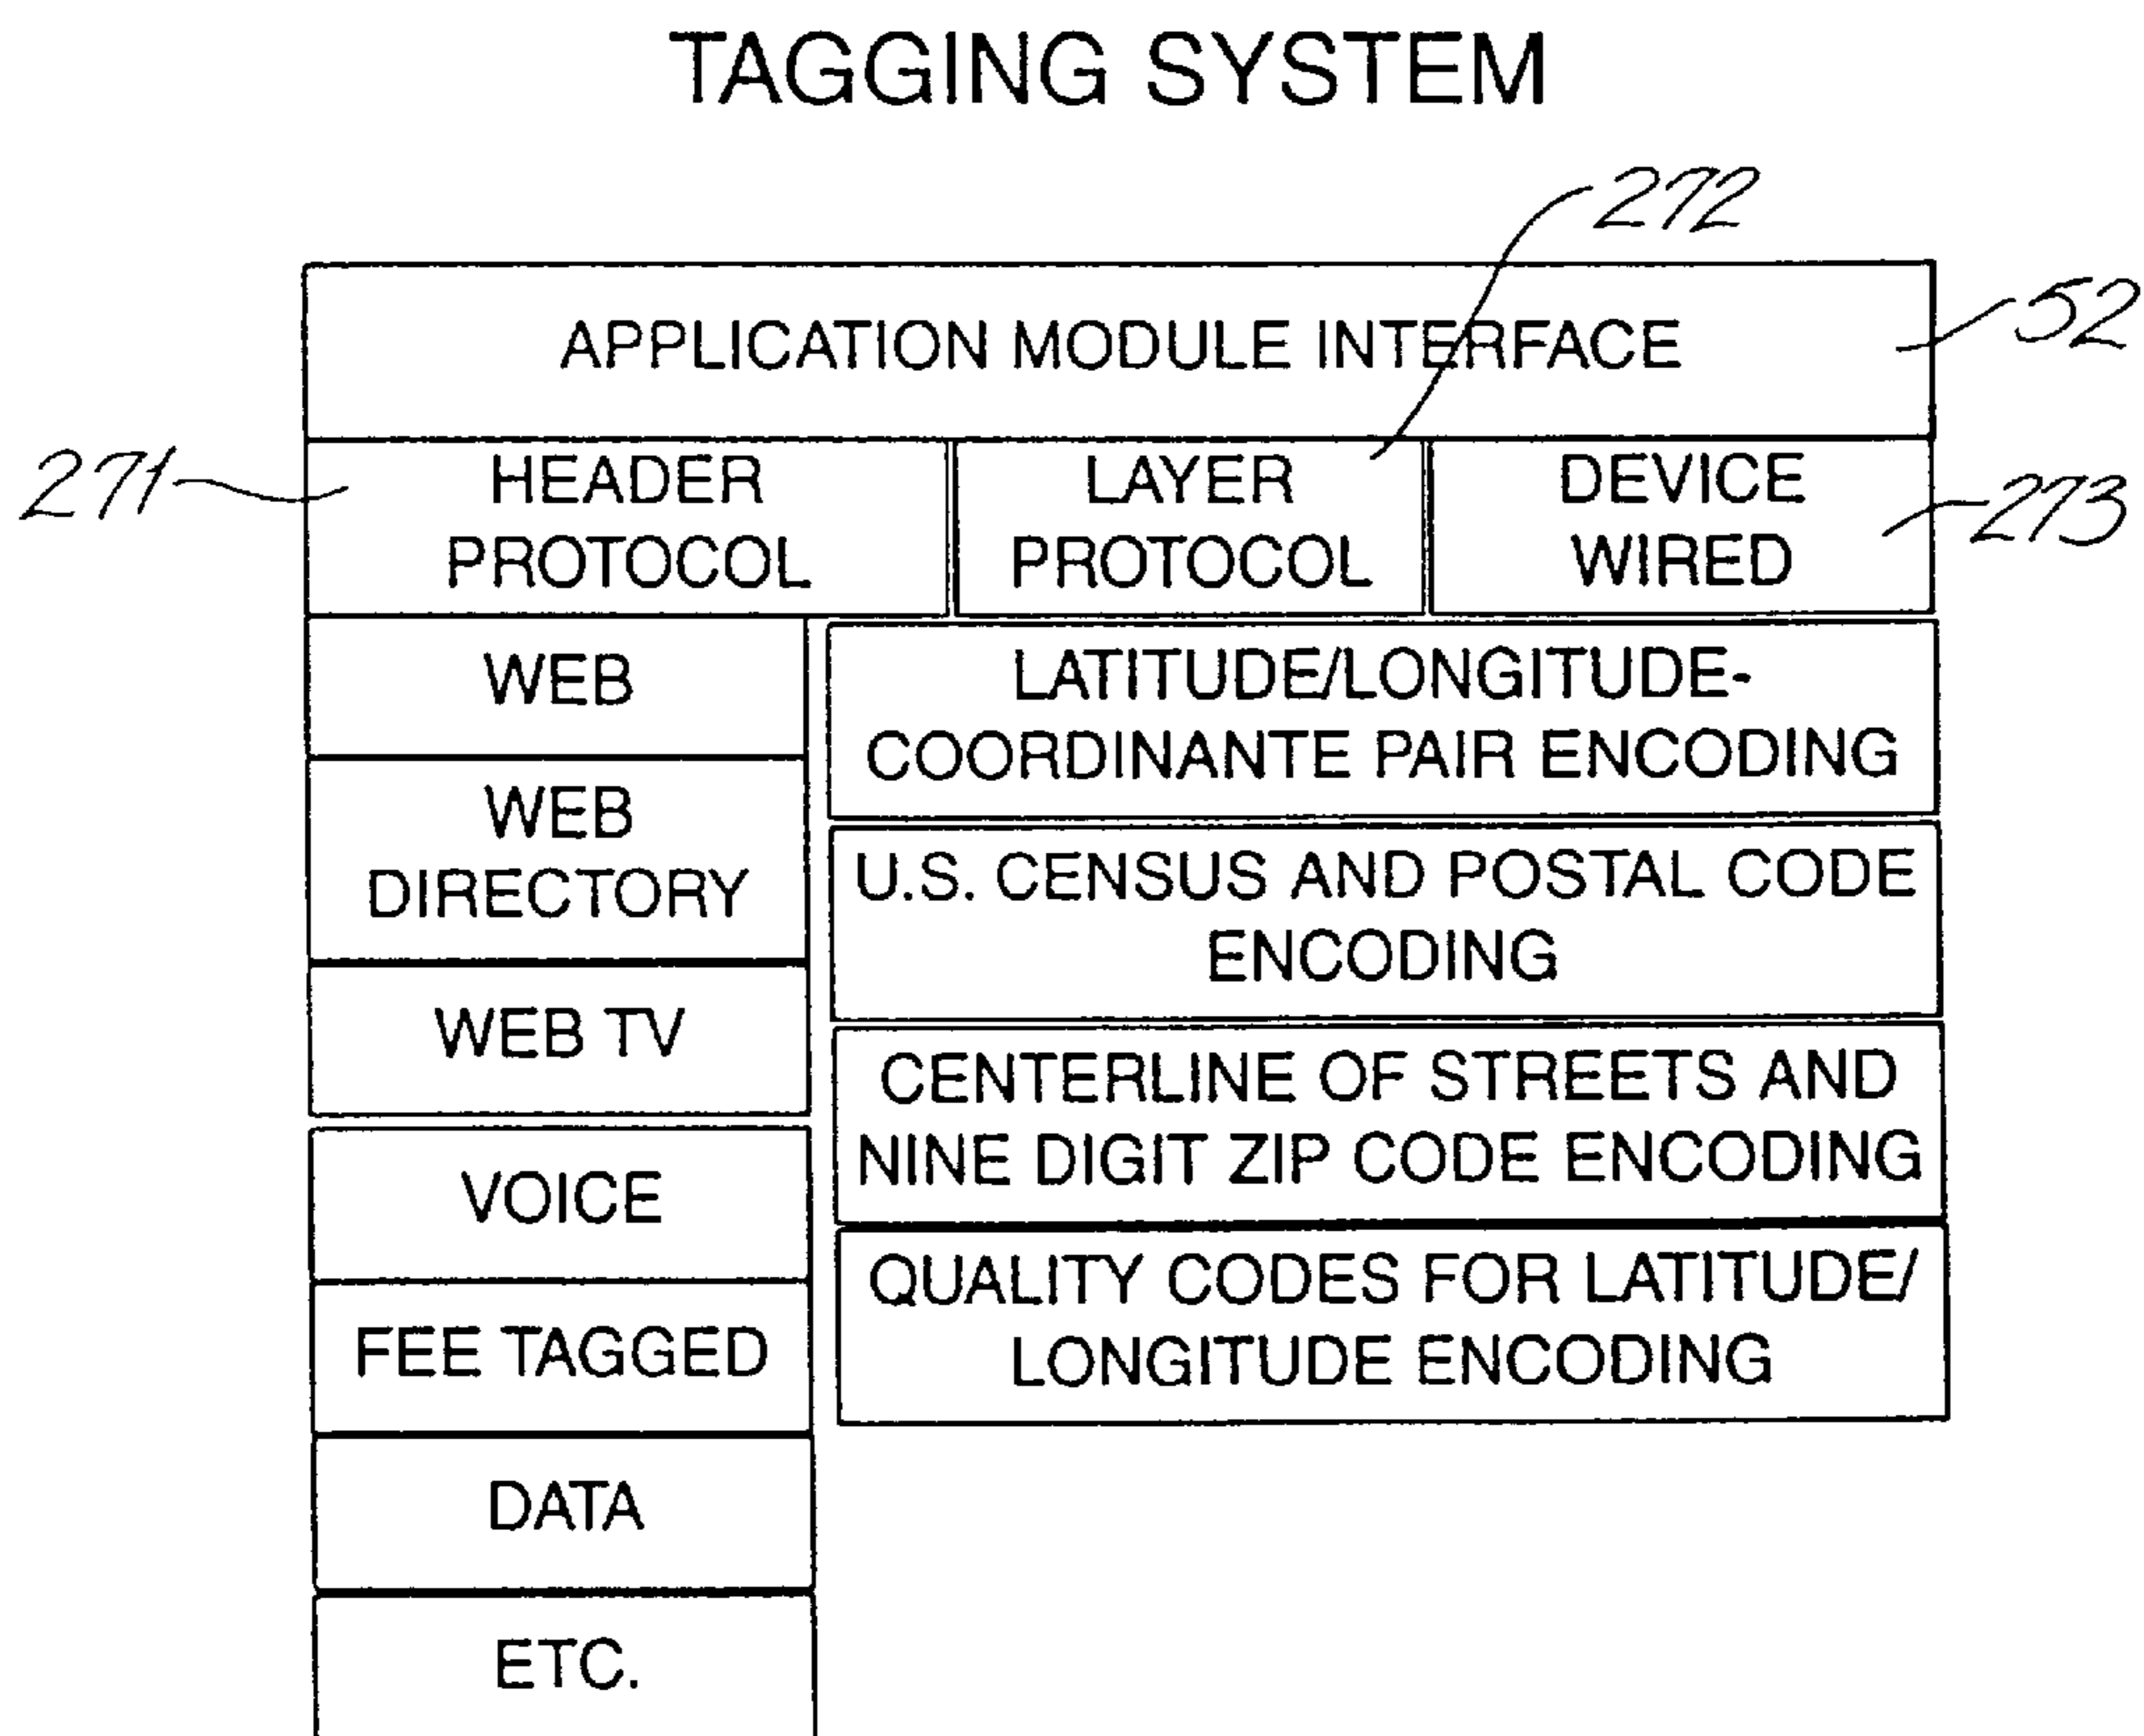 TAGGING SYSTEM
272
APPLICATION MODULE INTERFACE
52
271
HEADER
PROTOCOL
LAYER
PROTOCOL
DEVICE
WIRED
273
WEB
WEB
DIRECTORY
WEB TV
VOICE
FEE TAGGED
DATA
ETC.
LATITUDE/LONGITUDE-
COORDINANTE PAIR ENCODING
U.S. CENSUS AND POSTAL CODE
ENCODING
CENTERLINE OF STREETS AND
NINE DIGIT ZIP CODE ENCODING
QUALITY CODES FOR LATITUDE/
LONGITUDE ENCODING